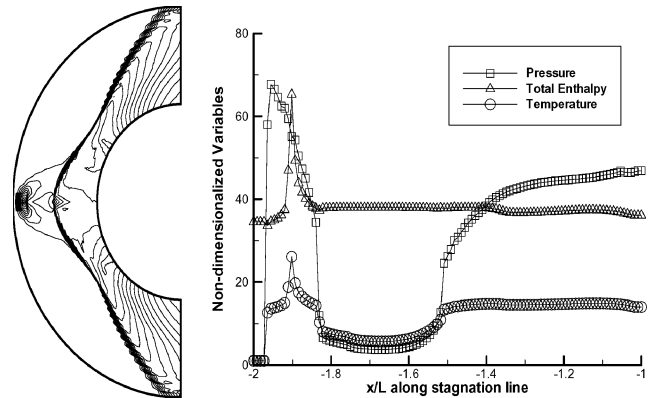 80
60
40
20
0
Non-dimensionalized Variables
Pressure
Total Enthalpy
Temperature
-2 -1.8 -1.6 -1.4 -1.2 -1
x/L along stagnation line